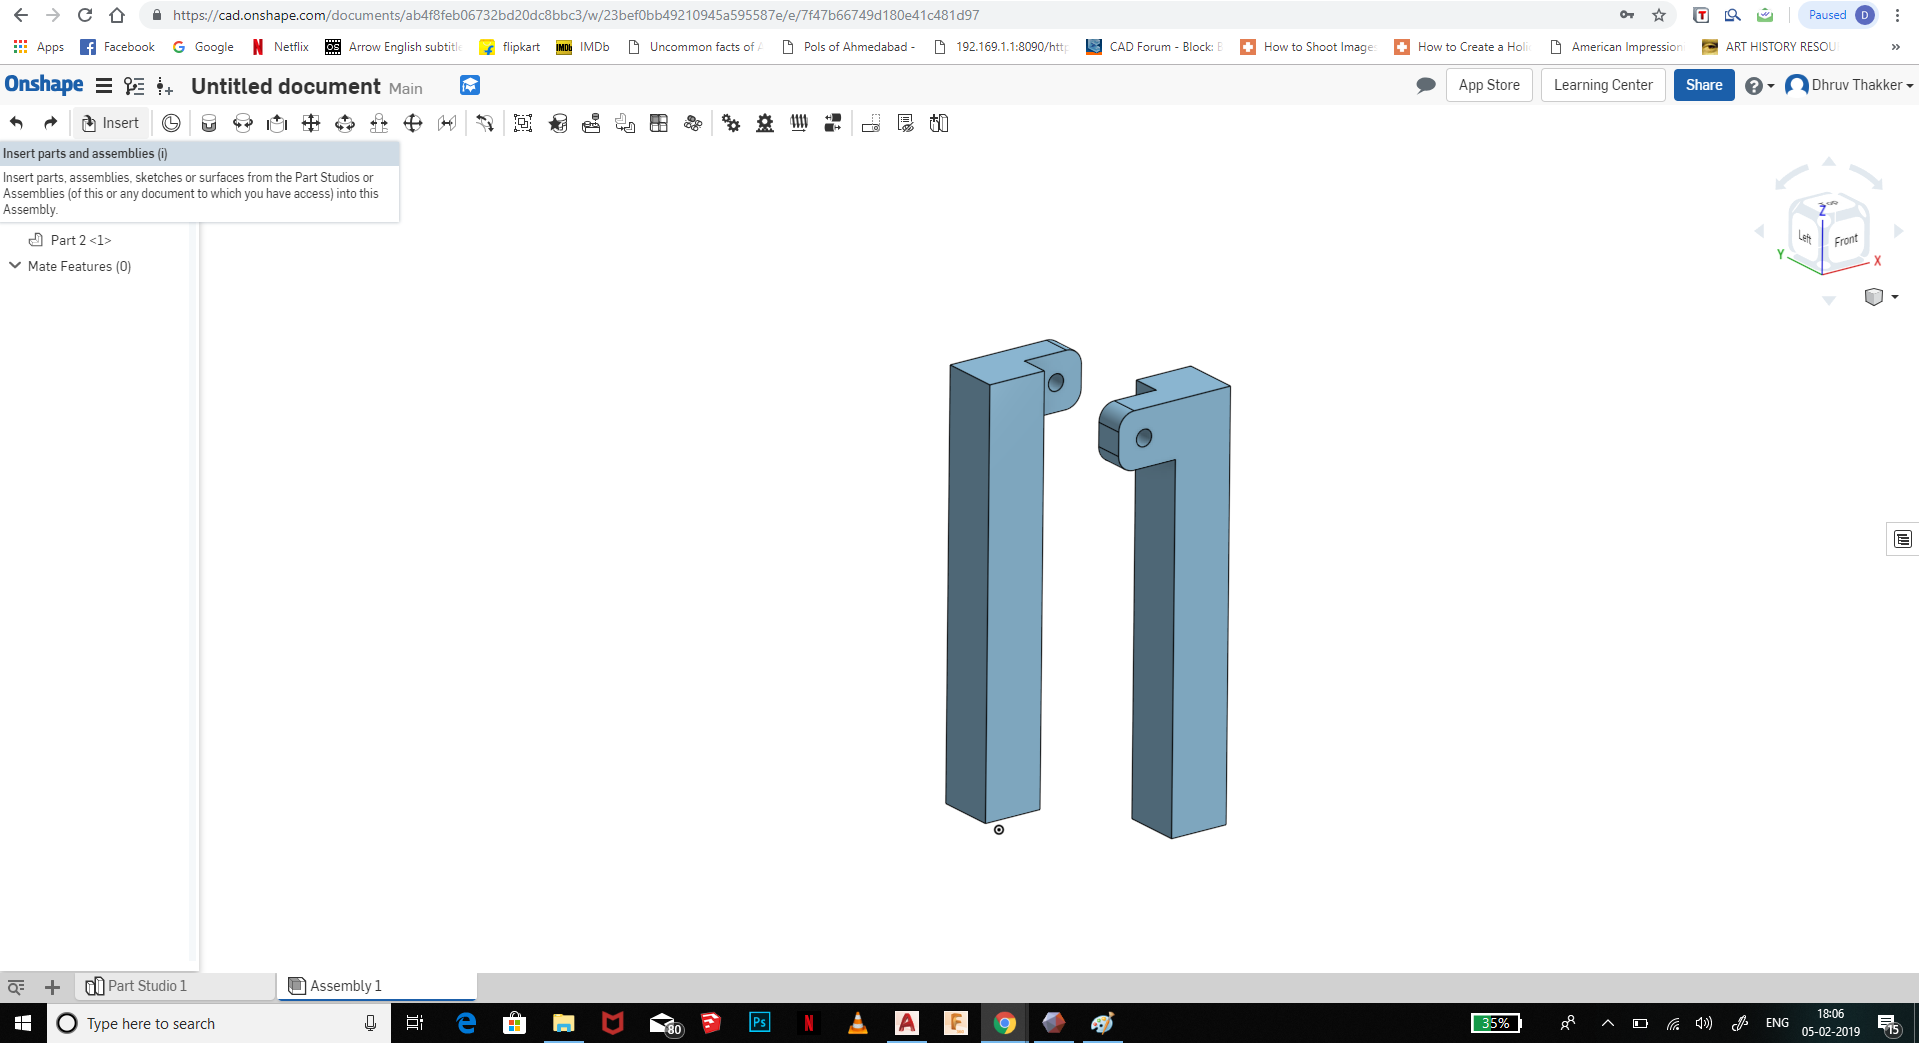 https://cad.onshape.com/documents/ab4f8feb06732bd20dc8bbc3/w/23bef0bb49210945a595587e/e/7f47b66749d180e41c481d97
Paused D
Apps Facebook Google Netflix OS Arrow English subtitl flipkart IMDb IMDb Uncommon facts of Pols of Ahmedabad - 192.169.1.1:8090/htt CAD Forum - Block: How to Shoot Image How to Create a Holi American Impression ART HISTORY RESOU »
Onshape Untitled document Main App Store Learning Center Share Dhruv Thakker
Insert
Insert parts and assemblies (i)
Insert parts, assemblies, sketches or surfaces from the Part Studios or
Assemblies (of this or any document to which you have access) into this
Assembly.
Part 2 <1>
Mate Features (0)
Top
Z
Left Front
Y
X
Part Studio 1 Assembly 1
Type here to search
80
Ps
35%
ENG
18:06
05-02-2019
15